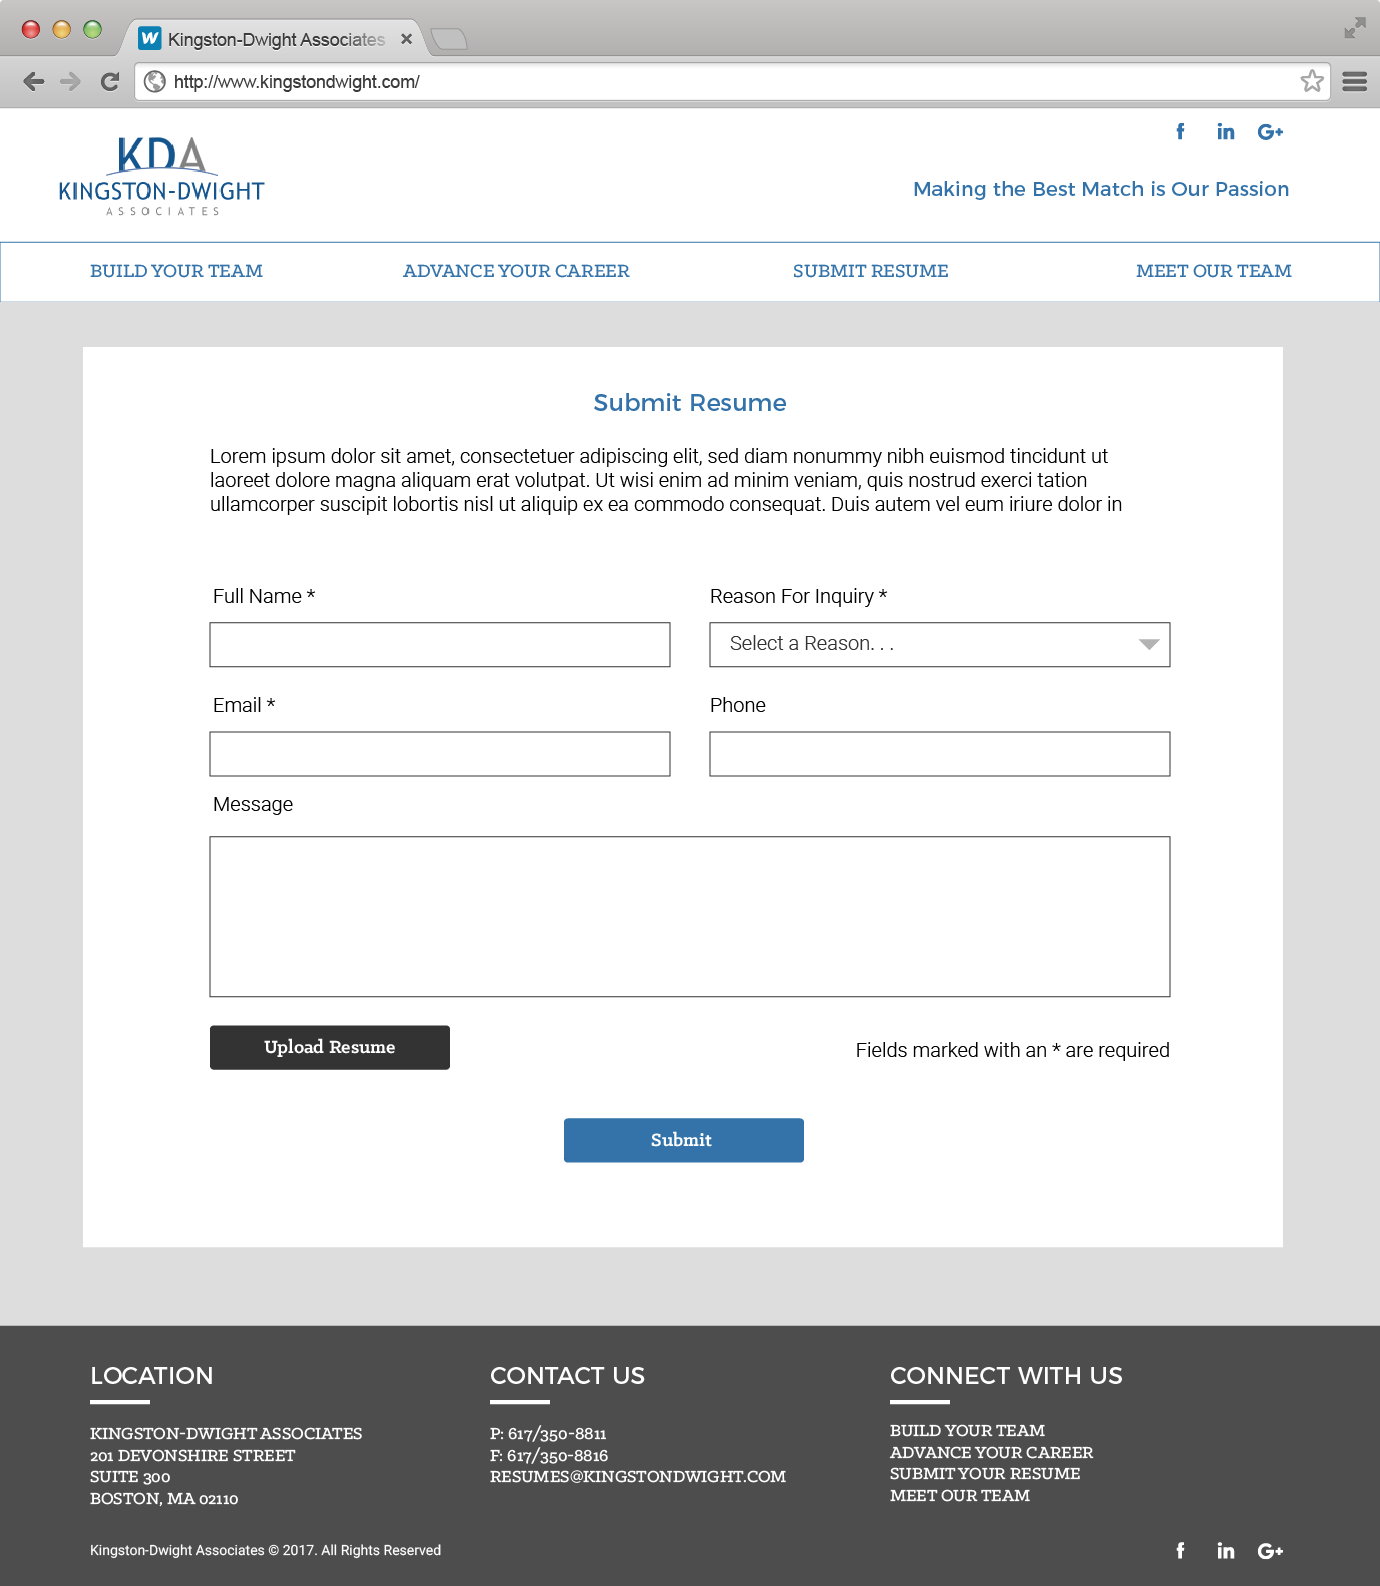 Kingston-Dwight Associates
http://www.kingstondwight.com/
f in G+
KDA
KINGSTON-DWIGHT
ASSOCIATES
Making the Best Match is Our Passion
BUILD YOUR TEAM ADVANCE YOUR CAREER SUBMIT RESUME MEET OUR TEAM
Submit Resume
Lorem ipsum dolor sit amet, consectetuer adipiscing elit, sed diam nonummy nibh euismod tincidunt ut
laoreet dolore magna aliquam erat volutpat. Ut wisi enim ad minim veniam, quis nostrud exerci tation
ullamcorper suscipit lobortis nisl ut aliquip ex ea commodo consequat. Duis autem vel eum iriure dolor in
Full Name * Reason For Inquiry *
Select a Reason. . .
Email * Phone
Message
Upload Resume
Fields marked with an * are required
Submit
LOCATION
KINGSTON-DWIGHT ASSOCIATES
201 DEVONSHIRE STREET
SUITE 300
BOSTON, MA 02110
CONTACT US
P: 617/350-8811
F: 617/350-8816
RESUMES@KINGSTONDWIGHT.COM
CONNECT WITH US
BUILD YOUR TEAM
ADVANCE YOUR CAREER
SUBMIT YOUR RESUME
MEET OUR TEAM
Kingston-Dwight Associates © 2017. All Rights Reserved
f in G+